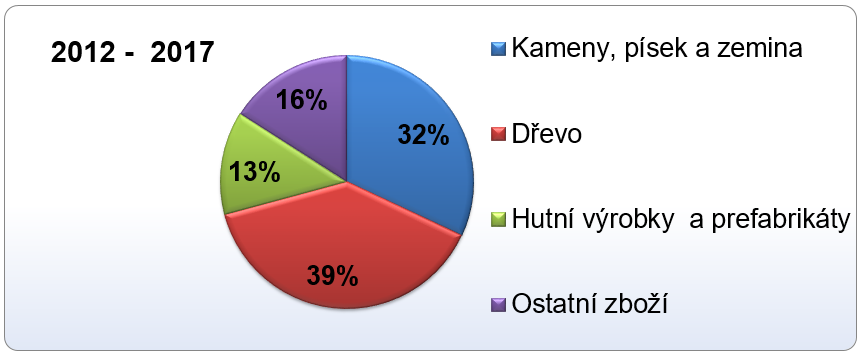 2012 - 2017
Kameny, písek a zemina
Dřevo
Hutní výrobky a prefabrikáty
Ostatní zboží
32%
39%
13%
16%